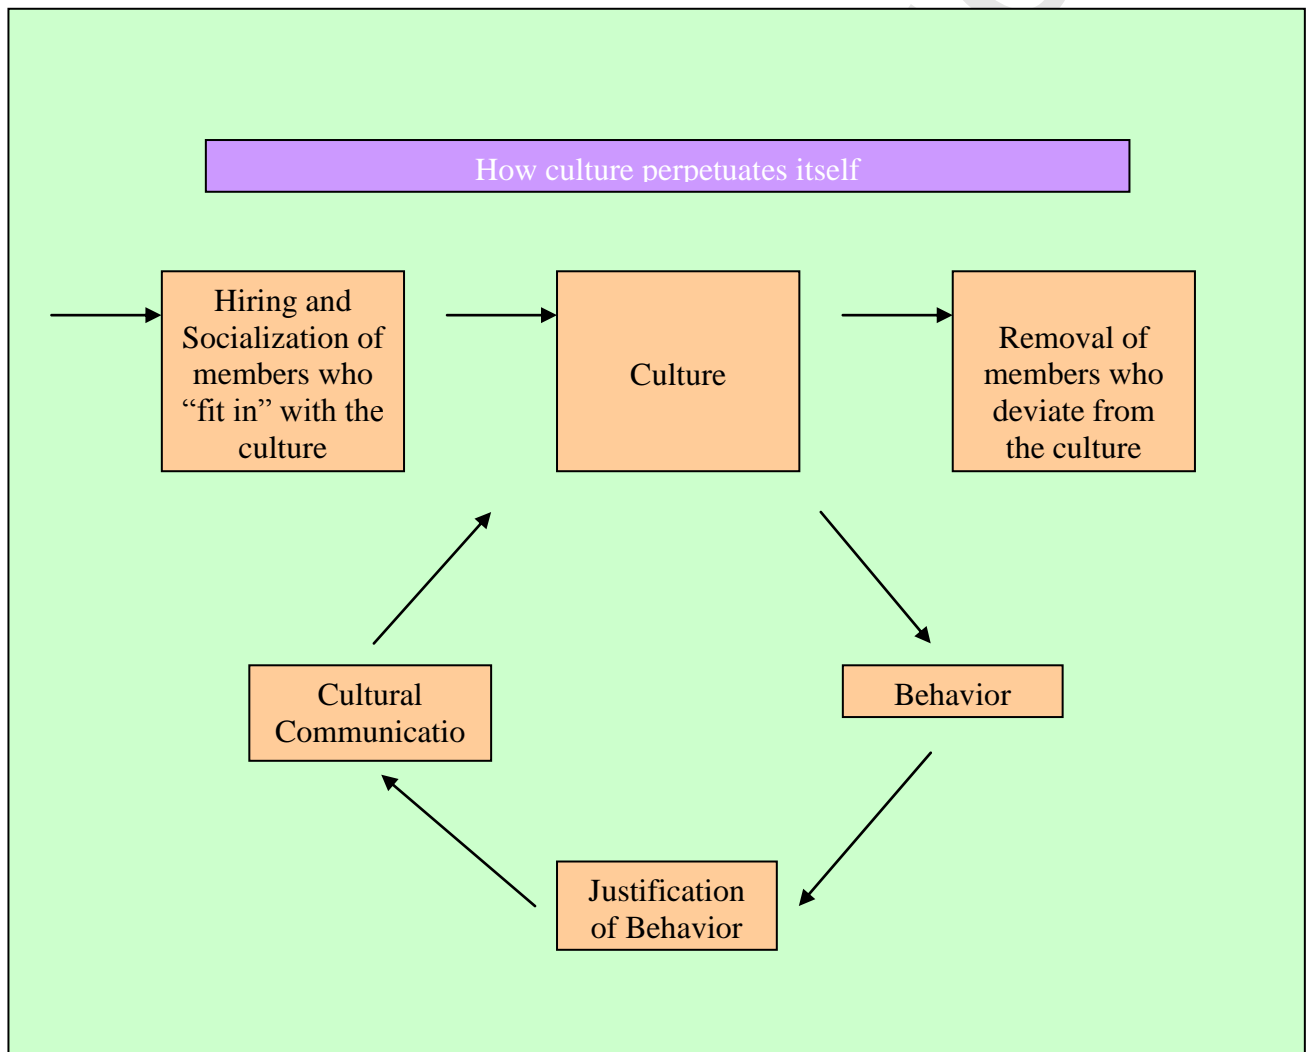 How culture perpetuates itself
Hiring and
Socialization of
members who
“fit in” with the
culture
Culture
Removal of
members who
deviate from
the culture
Cultural
Communicatio
Behavior
Justification
of Behavior